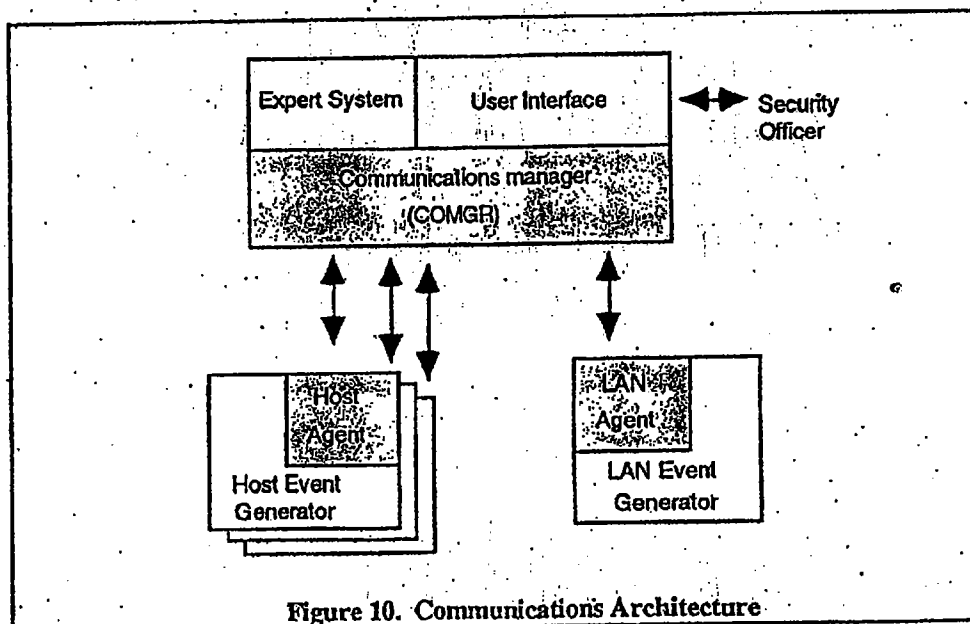 Expert System
User Interface
Security
Officer
Communications manager
(COMGR)
Host
Agent
Host Event
Generator
LAN
Agent
LAN Event
Generator
Figure 10. Communications Architecture